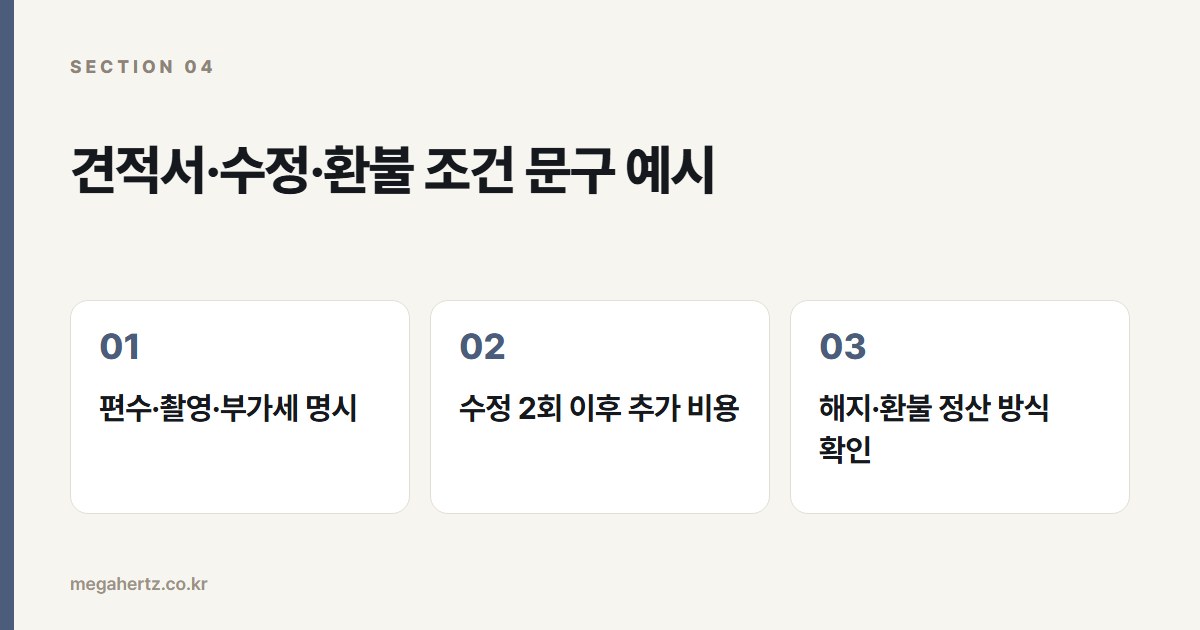 SECTION 04
견적서·수정·환불 조건 문구 예시
01
편수·촬영·부가세 명시
02
수정 2회 이후 추가 비용
03
해지·환불 정산 방식
확인
megahertz.co.kr